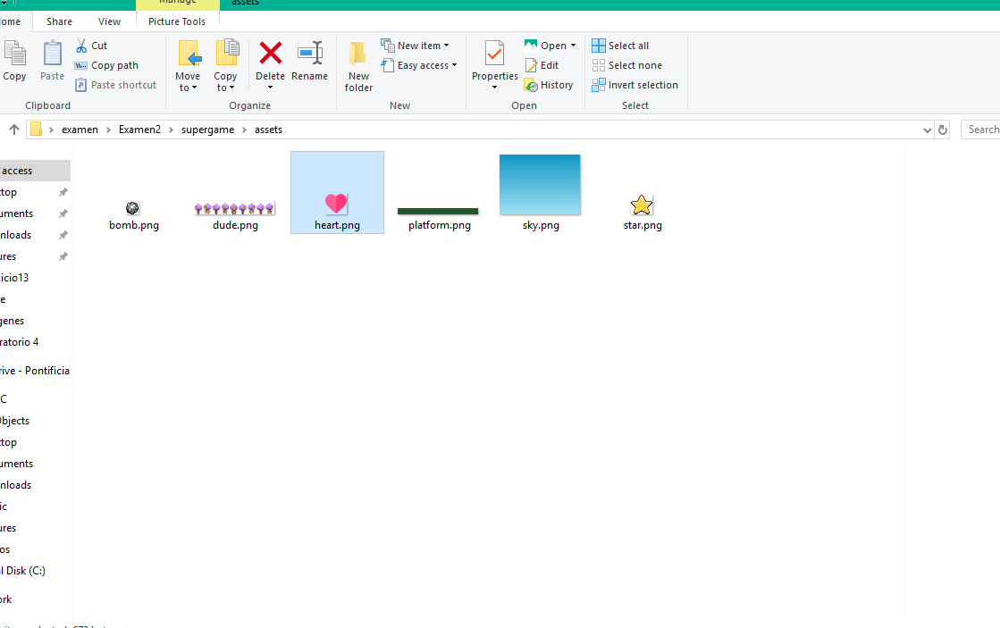 Manage
assets
ome
Share
View
Picture Tools
Copy
Paste
Cut
Copy path
Paste shortcut
Clipboard
Move to
Copy to
Delete
Rename
Organize
New folder
New item
Easy access
New
Properties
Open
Edit
History
Open
Select all
Select none
Invert selection
Select
examen > Examen2 > supergame > assets
Search
access
top
uments
nloads
ures
icio13
e
genes
ratorio 4
rive - Pontificia
C
Objects
top
uments
nloads
ic
ures
os
l Disk (C:)
ork
bomb.png
dude.png
heart.png
platform.png
sky.png
star.png